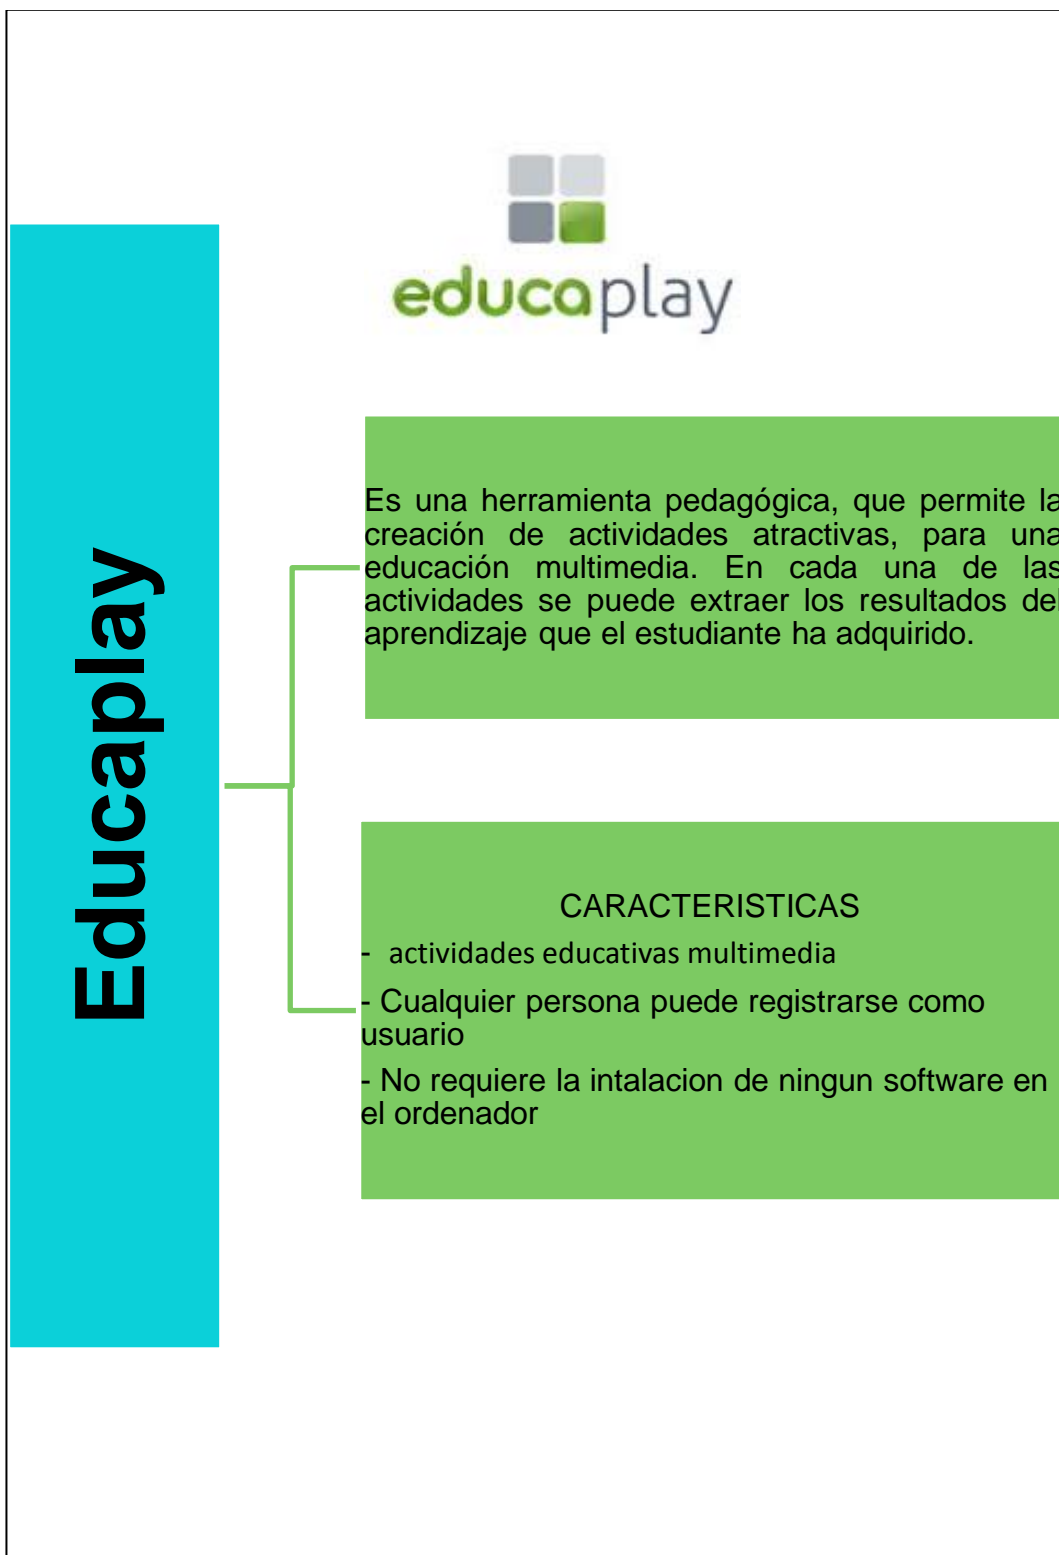 educaplay
Educaplay
Es una herramienta pedagógica, que permite la
creación de actividades atractivas, para una
educación multimedia. En cada una de las
actividades se puede extraer los resultados del
aprendizaje que el estudiante ha adquirido.
CARACTERISTICAS
- actividades educativas multimedia
- Cualquier persona puede registrarse como
usuario
- No requiere la intalacion de ningun software en
el ordenador